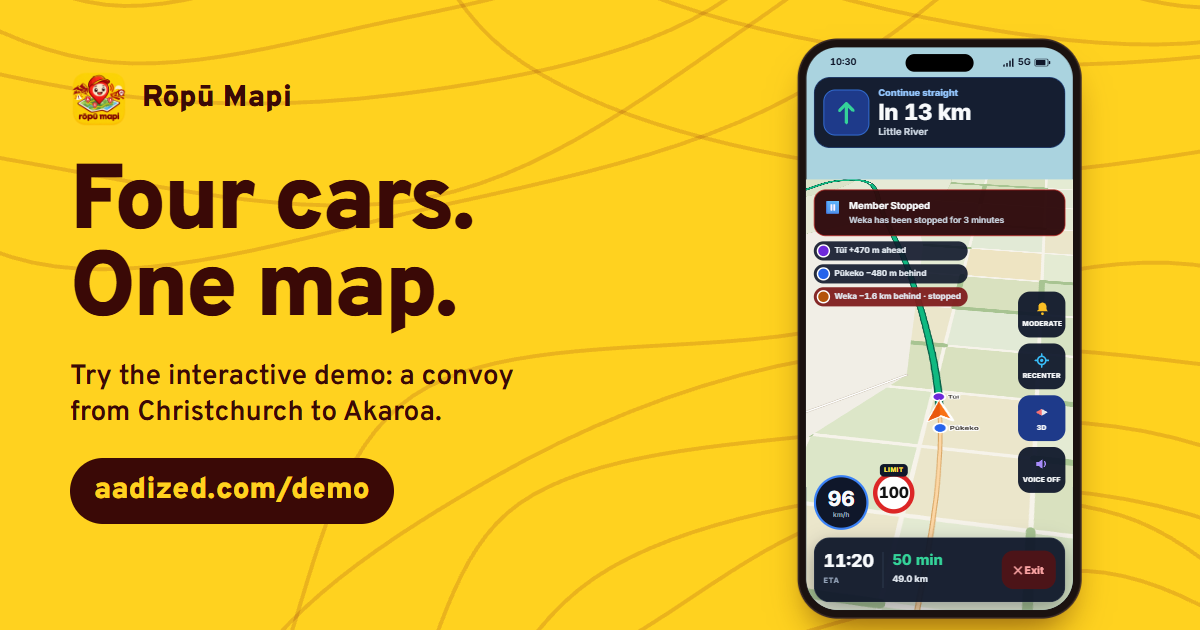 rōpū mapi
Rōpū Mapi
Four cars.
One map.
Try the interactive demo: a convoy
from Christchurch to Akaroa.
aadized.com/demo
10:30
5G
Continue straight
In 13 km
Little River
Member Stopped
Weka has been stopped for 3 minutes
Tūī +470 m ahead
Pūkeko −480 m behind
Weka −1.6 km behind · stopped
MODERATE
RECENTER
3D
VOICE OFF
Tūī
Pūkeko
LIMIT
100
96
km/h
11:20
ETA
50 min
49.0 km
✕ Exit